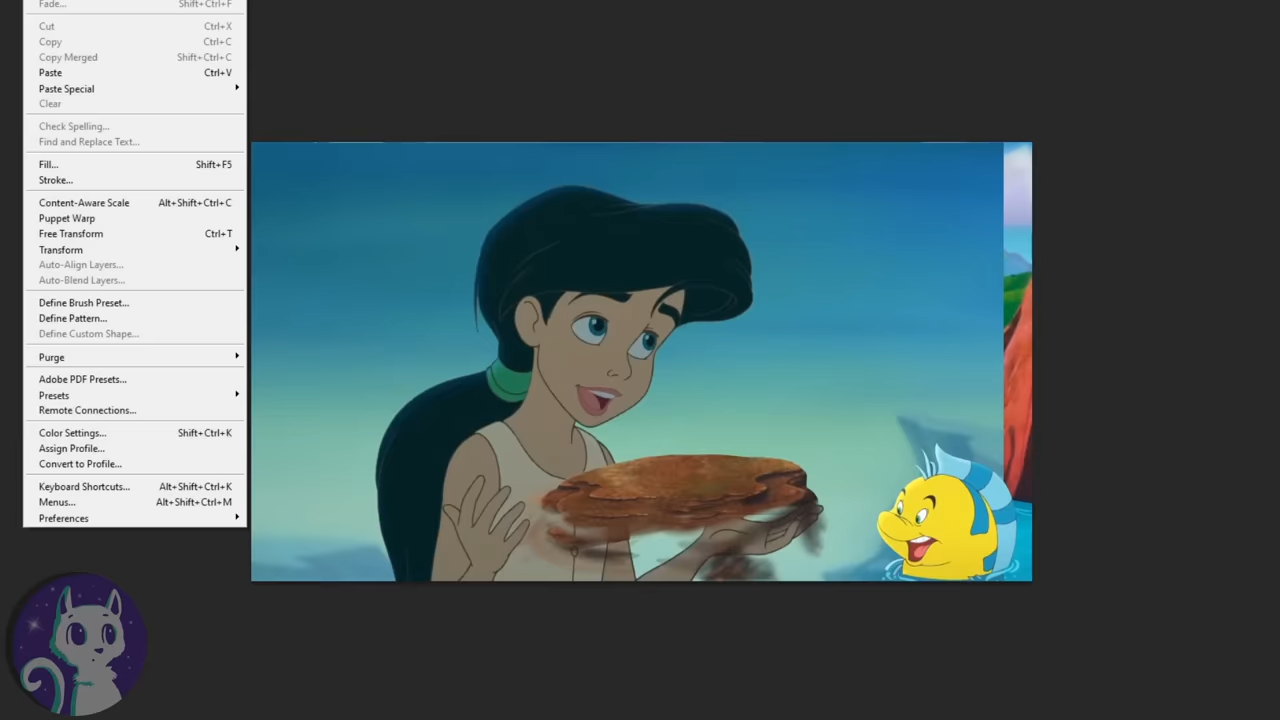 Fade... Shift+Ctrl+F
Cut Ctrl+X
Copy Ctrl+C
Copy Merged Shift+Ctrl+C
Paste Ctrl+V
Paste Special
Clear
Check Spelling...
Find and Replace Text...
Fill... Shift+F5
Stroke...
Content-Aware Scale Alt+Shift+Ctrl+C
Puppet Warp
Free Transform Ctrl+T
Transform
Auto-Align Layers...
Auto-Blend Layers...
Define Brush Preset...
Define Pattern...
Define Custom Shape...
Purge
Adobe PDF Presets...
Presets
Remote Connections...
Color Settings... Shift+Ctrl+K
Assign Profile...
Convert to Profile...
Keyboard Shortcuts... Alt+Shift+Ctrl+K
Menus... Alt+Shift+Ctrl+M
Preferences